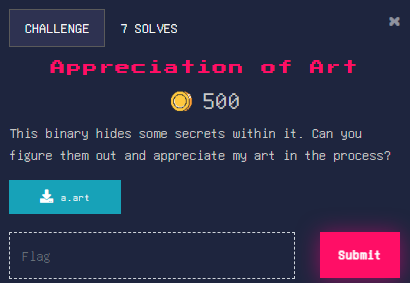 CHALLENGE
7 SOLVES
×
Appreciation of Art
500
This binary hides some secrets within it. Can you
figure them out and appreciate my art in the process?
a.art
Flag
Submit